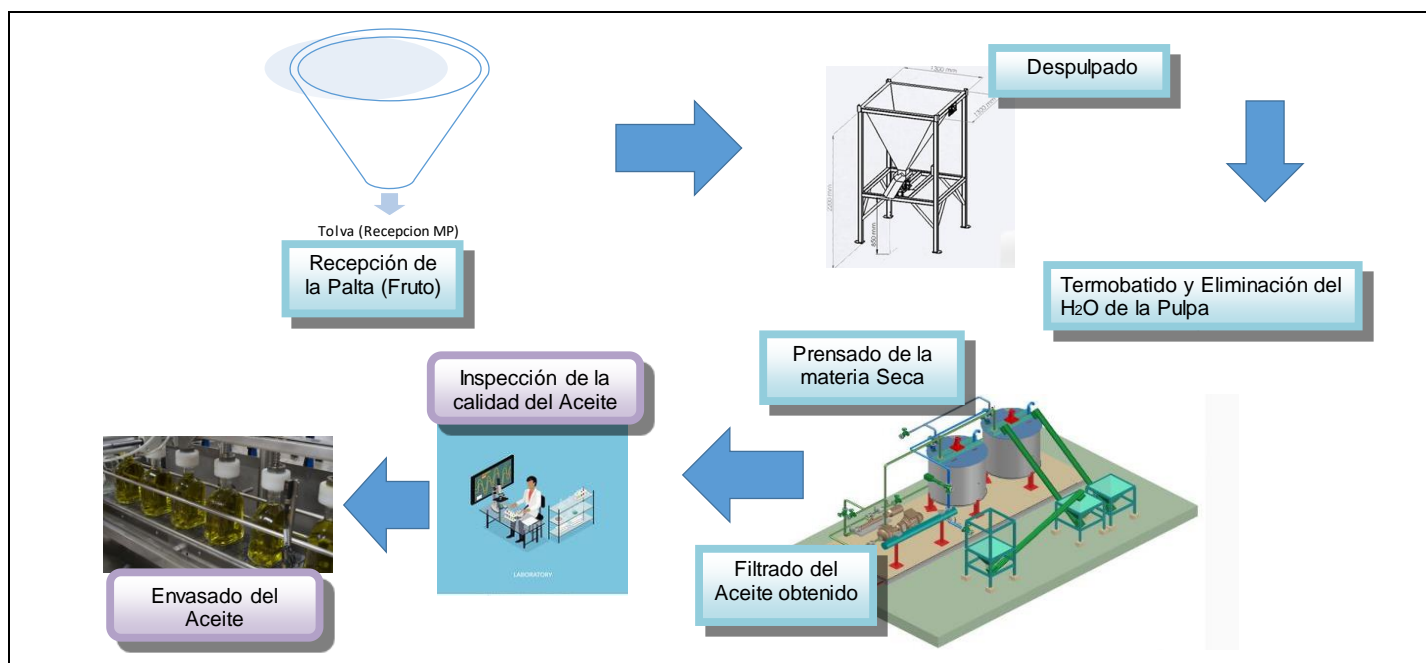 Tolva (Recepcion MP)
Recepción de
la Palta (Fruto)
1300 mm
1300 mm
2200 mm
850 mm
Despulpado
Termobatido y Eliminación del
H2O de la Pulpa
Prensado de la
materia Seca
Filtrado del
Aceite obtenido
Inspección de la
calidad del Aceite
LABORATORY
Envasado del
Aceite